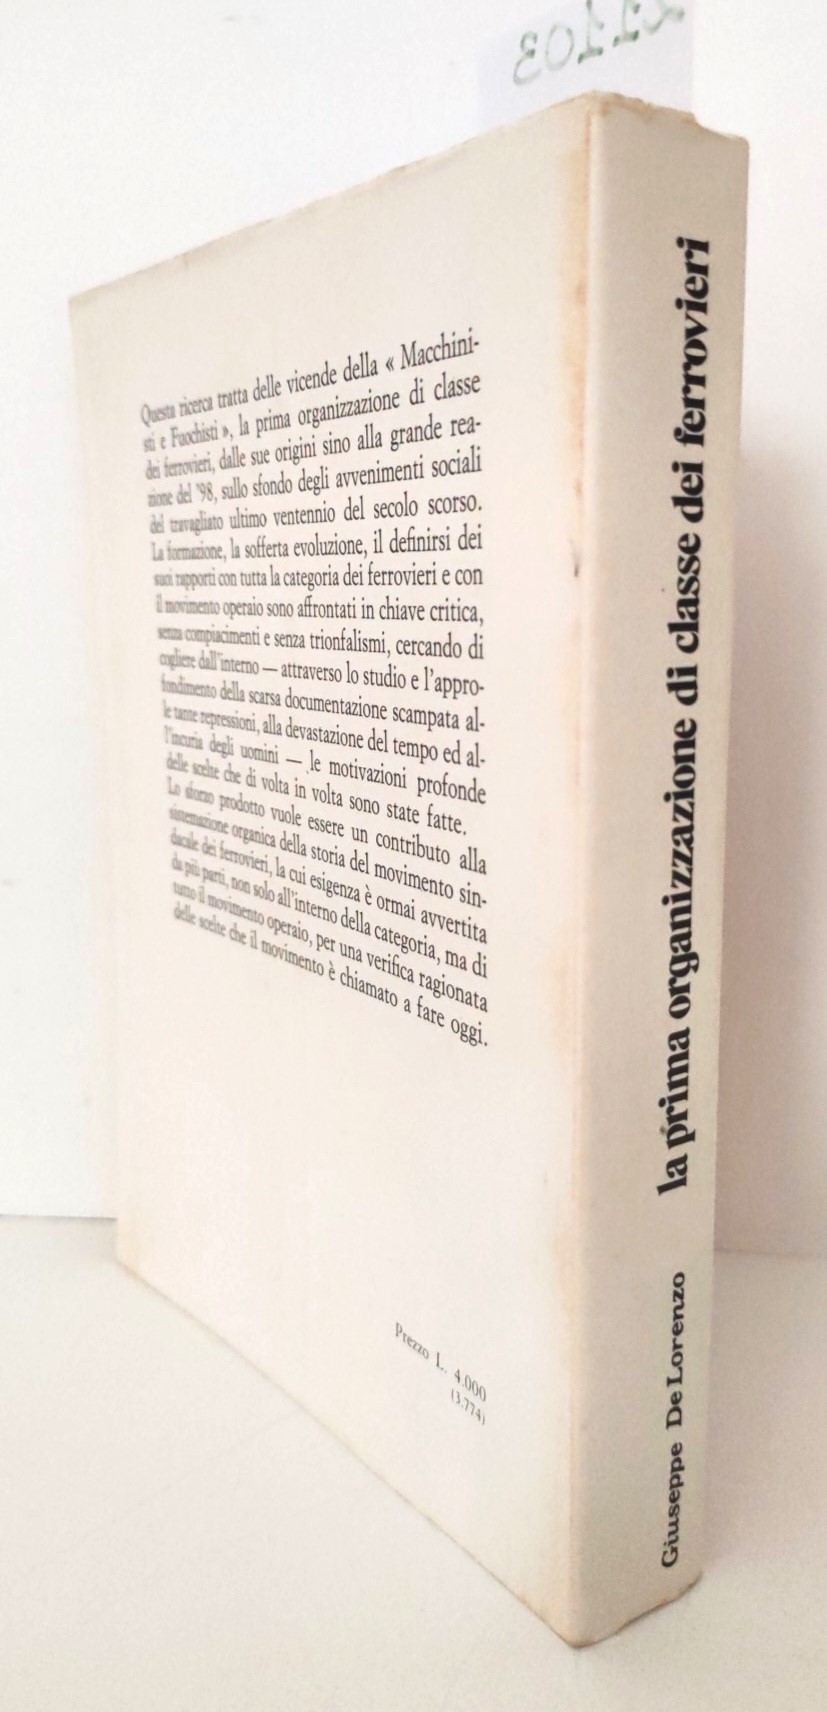 Questa ricerca tratta delle vicende della « Macchini-
sti e Fuochisti », la prima organizzazione di classe
dei ferrovieri, dalle sue origini sino alla grande rea-
zione del '98, sullo sfondo degli avvenimenti sociali
del travagliato ultimo ventennio del secolo scorso.
La formazione, la sofferta evoluzione, il definirsi dei
suoi rapporti con tutta la categoria dei ferrovieri e con
il movimento operaio sono affrontati in chiave critica,
senza compiacimenti e senza trionfalismi, cercando di
cogliere dall'interno — attraverso lo studio e l'appro-
fondimento della scarsa documentazione scampata al-
le tante repressioni, alla devastazione del tempo ed al-
l'incuria degli uomini — le motivazioni profonde
delle scelte che di volta in volta sono state fatte.
Lo sforzo prodotto vuole essere un contributo alla
sistemazione organica della storia del movimento sin-
dacale dei ferrovieri, la cui esigenza è ormai avvertita
da più parti, non solo all'interno della categoria, ma di
tutto il movimento operaio, per una verifica ragionata
delle scelte che il movimento è chiamato a fare oggi.
Prezzo L. 4.000
(3.774)
Giuseppe De Lorenzo la prima organizzazione di classe dei ferrovieri